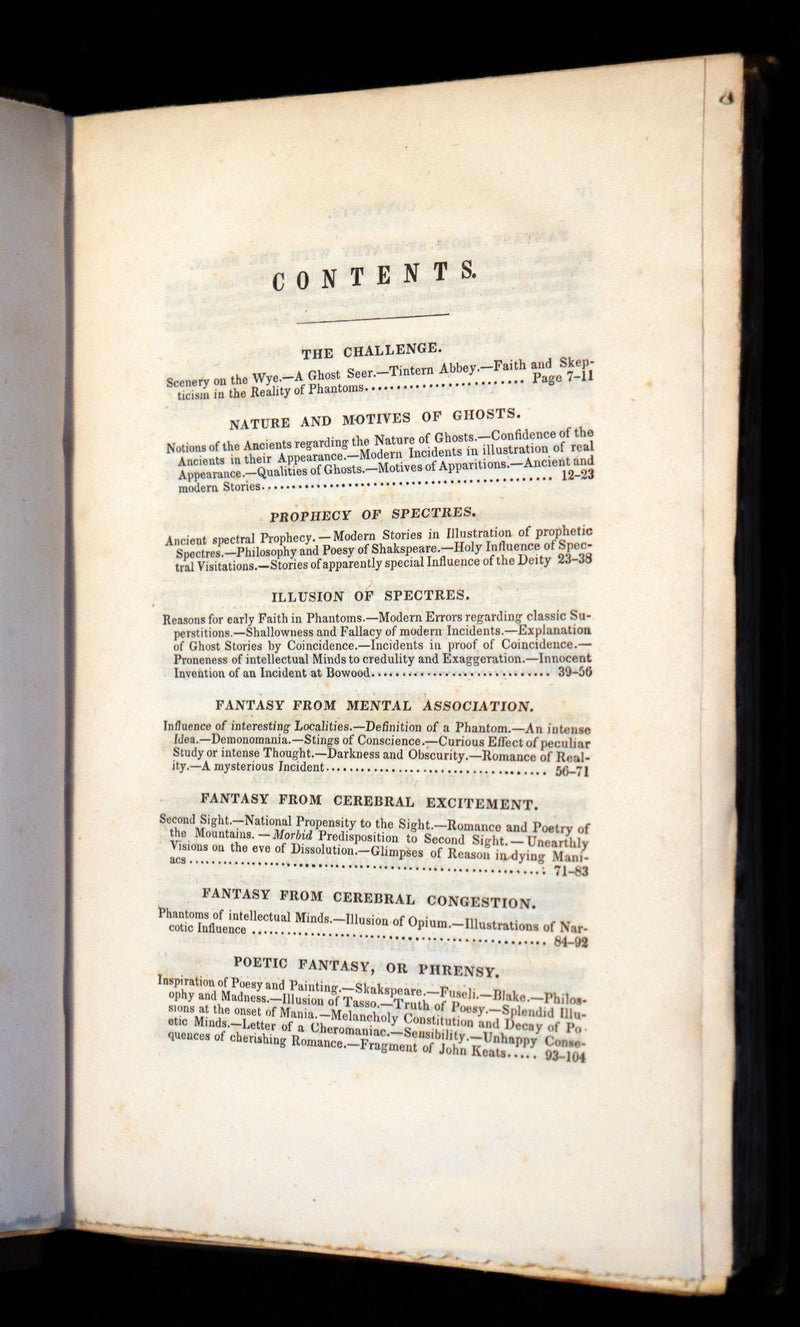 CONTENTS.
THE CHALLENGE.
Scenery on the Wye.—A Ghost Seer.—Tintern Abbey.—Faith and Skep-
ticism in the Reality of Phantoms.......................... Page 7–11
NATURE AND MOTIVES OF GHOSTS.
Notions of the Ancients regarding the Nature of Ghosts.—Confidence of the
Ancients in their Appearance.—Modern Incidents in illustration of real
Appearance.—Qualities of Ghosts.—Motives of Apparitions.—Ancient and
modern Stories.......................................... 12–23
PROPHECY OF SPECTRES.
Ancient spectral Prophecy.—Modern Stories in Illustration of prophetic
Spectres.—Philosophy and Poesy of Shakspeare.—Holy Influence of Spec-
tral Visitations.—Stories of apparently special Influence of the Deity 23–38
ILLUSION OF SPECTRES.
Reasons for early Faith in Phantoms.—Modern Errors regarding classic Su-
perstitions.—Shallowness and Fallacy of modern Incidents.—Explanation
of Ghost Stories by Coincidence.—Incidents in proof of Coincidence.—
Proneness of intellectual Minds to credulity and Exaggeration.—Innocent
Invention of an Incident at Bowood............................ 39–56
FANTASY FROM MENTAL ASSOCIATION.
Influence of interesting Localities.—Definition of a Phantom.—An intense
Idea.—Demonomania.—Stings of Conscience.—Curious Effect of peculiar
Study or intense Thought.—Darkness and Obscurity.—Romance of Real-
ity.—A mysterious Incident.................................. 56–71
FANTASY FROM CEREBRAL EXCITEMENT.
Second Sight.—National Propensity to the Sight.—Romance and Poetry of
the Mountains.—Morbid Predisposition to Second Sight.—Unearthly
Visions on the eve of Dissolution.—Glimpses of Reason in dying Mani-
acs........................................................ 71–83
FANTASY FROM CEREBRAL CONGESTION.
Phantoms of intellectual Minds.—Illusion of Opium.—Illustrations of Nar-
cotic Influence............................................ 84–92
POETIC FANTASY, OR PHRENSY.
Inspiration of Poesy and Painting.—Skakspeare.—Fuseli.—Blake.—Philos-
ophy and Madness.—Illusion of Tasso.—Truth of Poesy.—Splendid Illu-
sions at the onset of Mania.—Melancholy Constitution and Decay of Po-
etic Minds.—Letter of a Cheromaniac.—Sensibility.—Unhappy Conse-
quences of cherishing Romance.—Fragment of John Keats..... 93–104